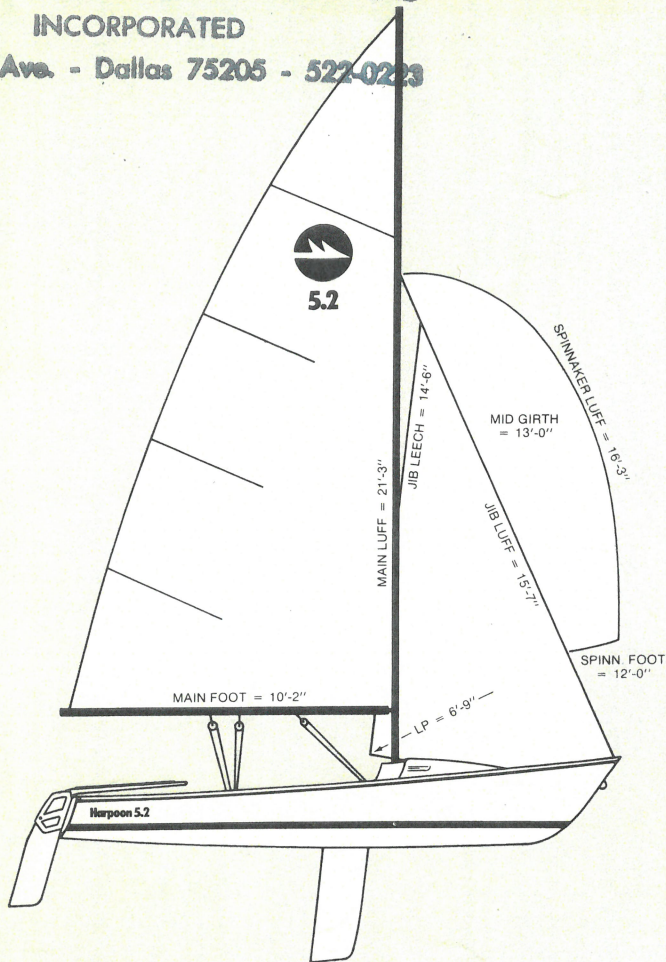 INCORPORATED
Ave. - Dallas 75205 - 522-0223
5.2
SPINNAKER LUFF = 16'-3"
MID GIRTH
= 13'-0"
JIB LEECH = 14'-6"
MAIN LUFF = 21'-3"
JIB LUFF = 15'-7"
SPINN. FOOT
= 12'-0"
MAIN FOOT = 10'-2"
LP = 6'-9"
Harpoon 5.2